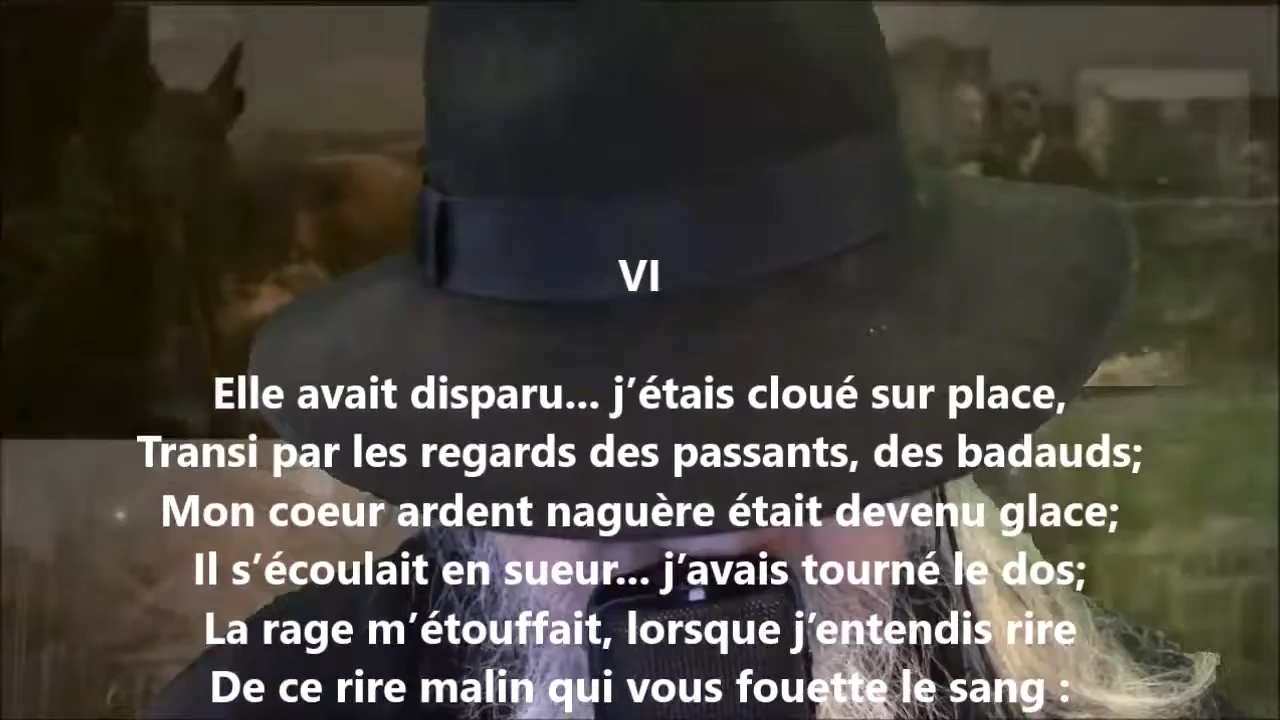 VI
Elle avait disparu... j’étais cloué sur place,
Transi par les regards des passants, des badauds;
Mon coeur ardent naguère était devenu glace;
Il s’écoulait en sueur... j’avais tourné le dos;
La rage m’étouffait, lorsque j’entendis rire
De ce rire malin qui vous fouette le sang :